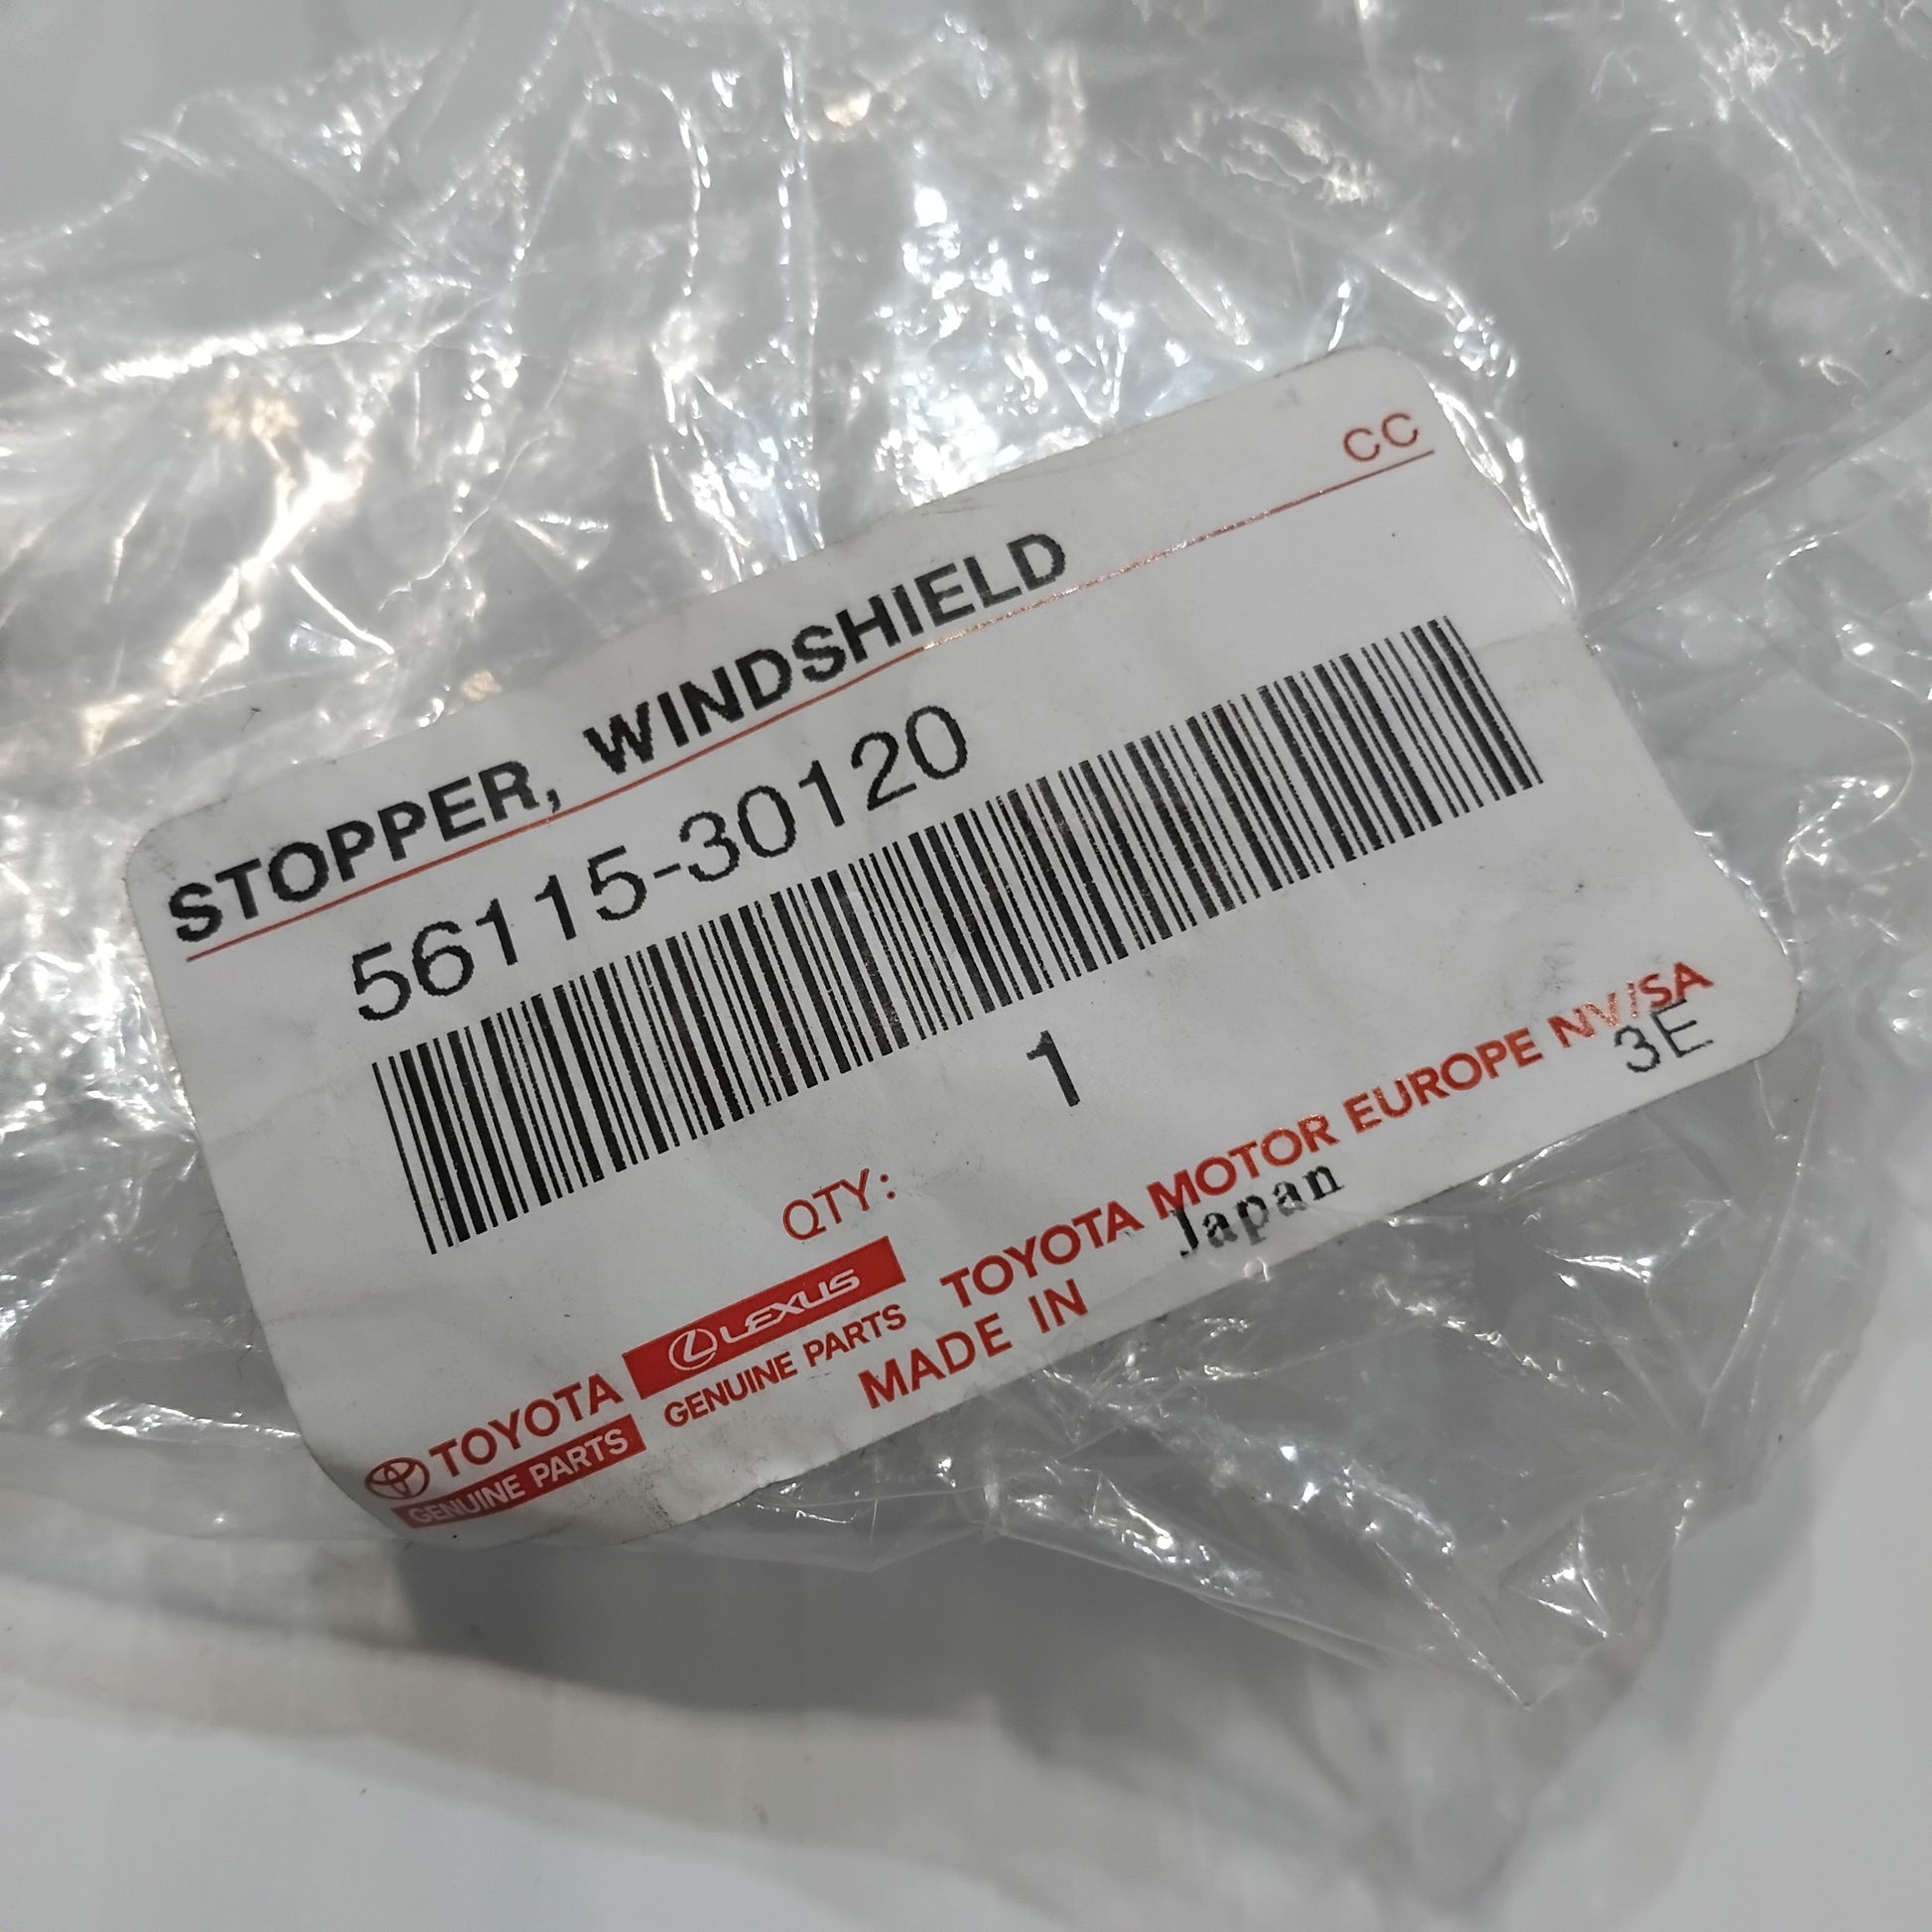 CC
STOPPER, WINDSHIELD
56115-30120
QTY: 1
TOYOTA LEXUS TOYOTA MOTOR EUROPE NV/SA
GENUINE PARTS GENUINE PARTS MADE IN Japan 3E